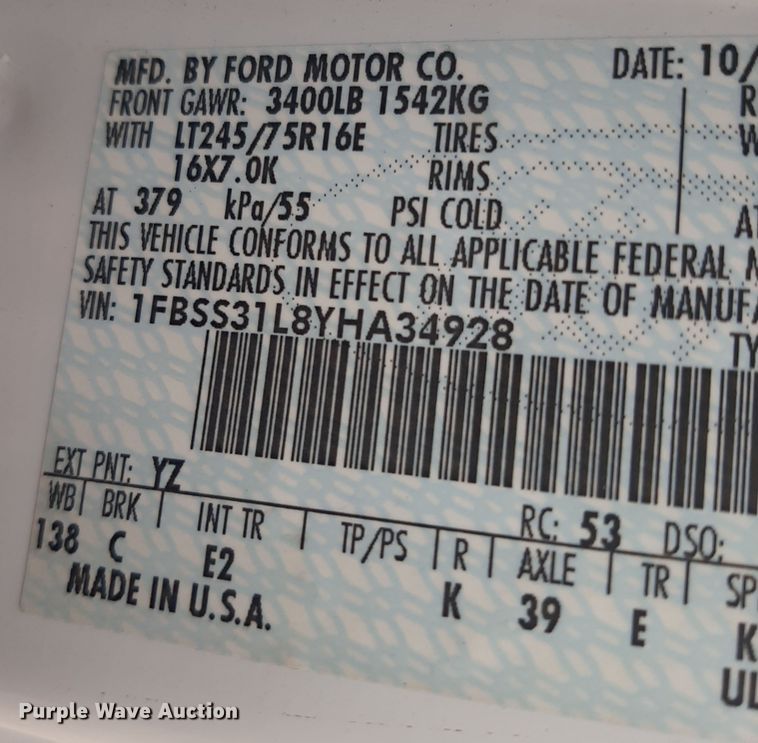 MFD. BY FORD MOTOR CO. DATE: 10/
FRONT GAWR: 3400LB 1542KG
WITH LT245/75R16E TIRES
16X7.0K RIMS
AT 379 kPa/55 PSI COLD
THIS VEHICLE CONFORMS TO ALL APPLICABLE FEDERAL
SAFETY STANDARDS IN EFFECT ON THE DATE OF MANUFA
VIN: 1FBSS31L8YHA34928
TY
EXT PNT: YZ RC: 53 DSO:
WB BRK INT TR TP/PS R AXLE TR SP
138 C E2 K 39 E K
MADE IN U.S.A. UL
Purple Wave Auction